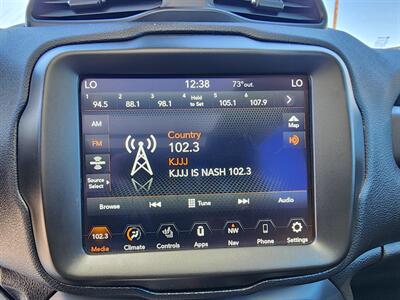 LO 12:38 73°out. LO
1 94.5 2 88.1 3 98.1 4 Hold to Set 5 105.1 6 107.9
AM
Map
FM
Country
102.3
KJJJ
KJJJ IS NASH 102.3
Source
Select
Browse Tune Audio
102.3 NW
Media Climate Controls Apps Nav Phone Settings